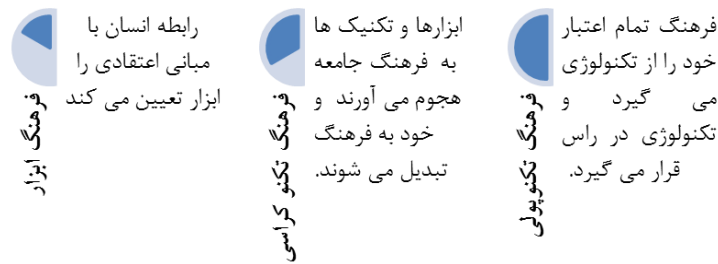 فرهنگ تمام اعتبار
خود را از تکنولوژی
می گیرد و
تکنولوژی در راس
قرار می گیرد.
فرهنگ تکنوپولی
ابزارها و تکنیک ها
به فرهنگ جامعه
هجوم می آورند و
خود به فرهنگ
تبدیل می شوند.
فرهنگ تکنو کراسی
رابطه انسان با
مبانی اعتقادی را
ابزار تعیین می کند
فرهنگ ابزار